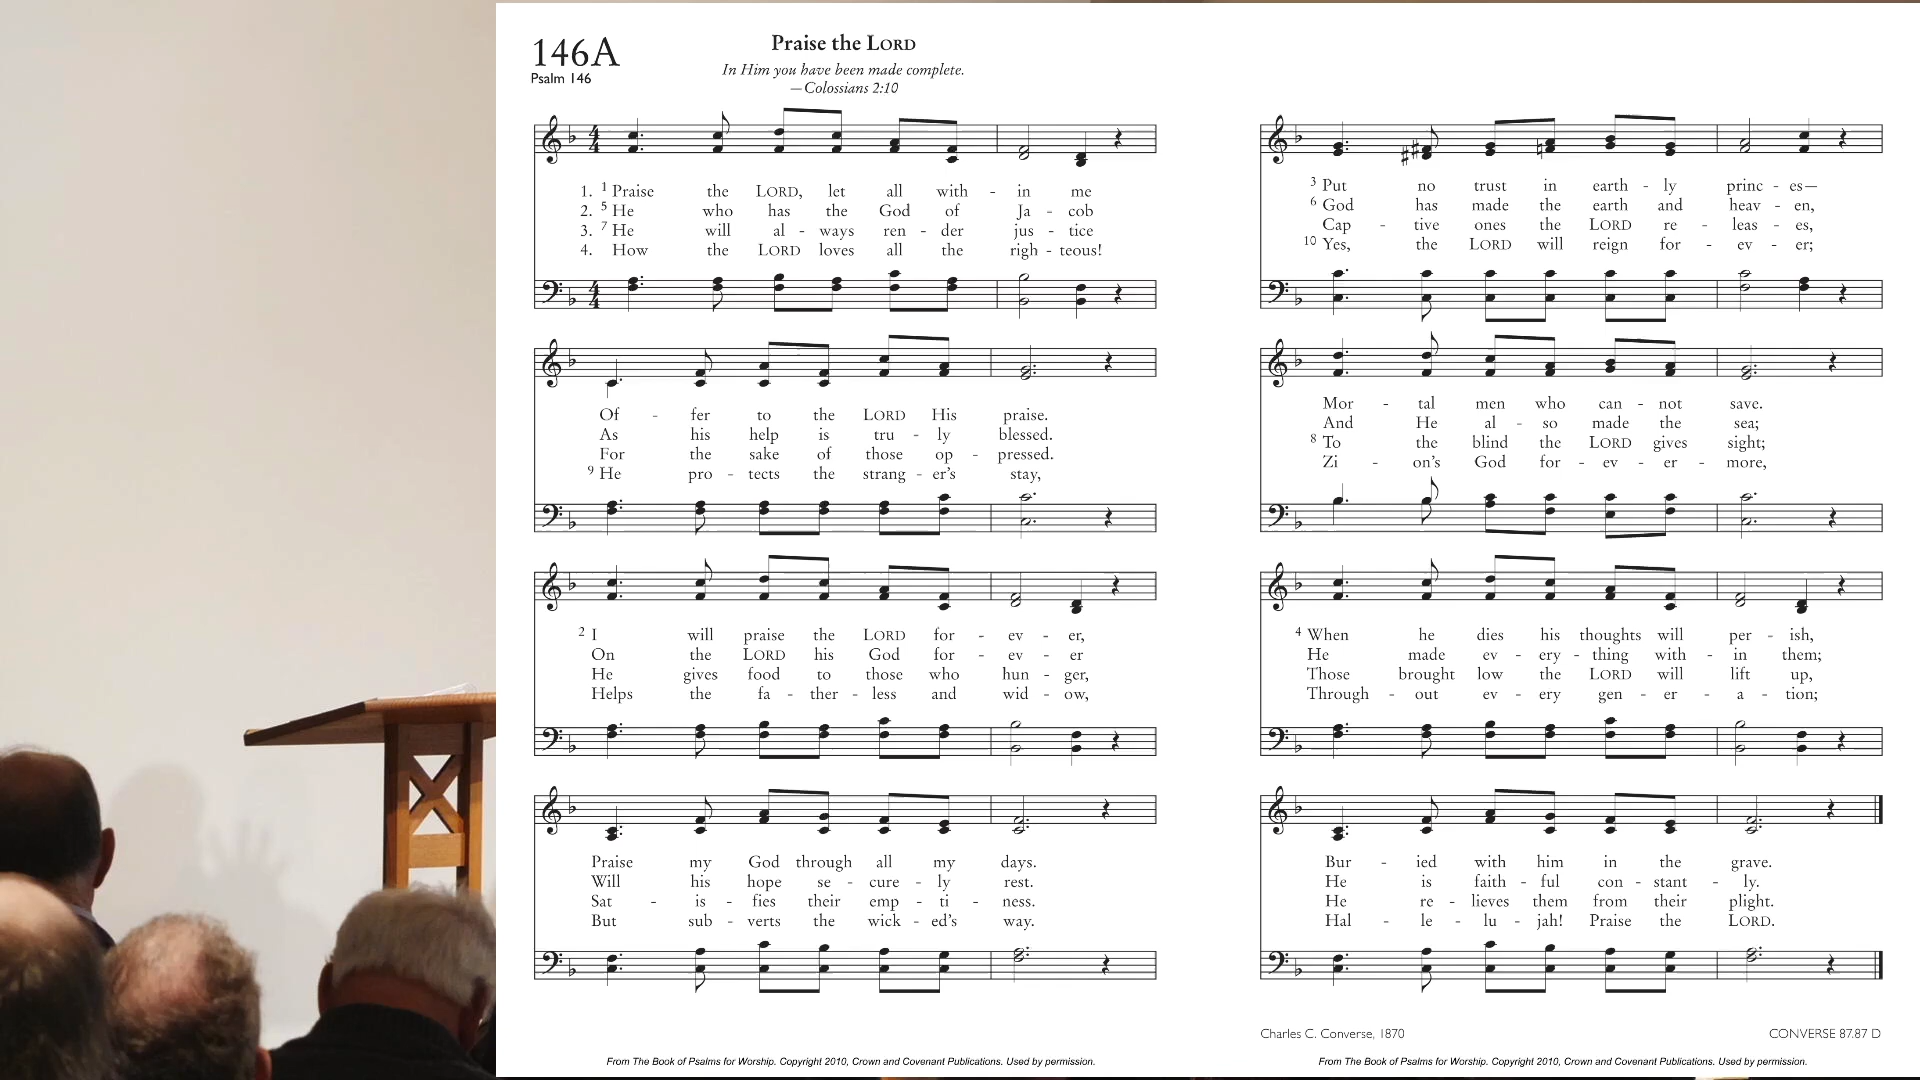 146A
Psalm 146
Praise the LORD
In Him you have been made complete.
—Colossians 2:10
1. 1 Praise the LORD, let all with - in me
2. 5 He who has the God of Ja - cob
3. 7 He will al - ways ren - der jus - tice
4. How the LORD loves all the righ - teous!
Of - fer to the LORD His praise.
As his help is tru - ly blessed.
For the sake of those op - pressed.
9 He pro - tects the strang - er's stay,
2 I will praise the LORD for - ev - er,
On the LORD his God for - ev - er
He gives food to those who hun - ger,
Helps the fa - ther - less and wid - ow,
Praise my God through all my days.
Will his hope se - cure - ly rest.
Sat - is - fies their emp - ti - ness.
But sub - verts the wick - ed's way.
3 Put no trust in earth - ly princ - es—
6 God has made the earth and heav - en,
Cap - tive ones the LORD re - leas - es,
10 Yes, the LORD will reign for - ev - er;
Mor - tal men who can - not save.
And He al - so made the sea;
8 To the blind the LORD gives sight;
Zi - on's God for - ev - er - more,
4 When he dies his thoughts will per - ish,
He made ev - ery - thing with - in them;
Those brought low the LORD will lift up,
Through - out ev - ery gen - er - a - tion;
Bur - ied with him in the grave.
He is faith - ful con - stant - ly.
He re - lieves them from their plight.
Hal - le - lu - jah! Praise the LORD.
Charles C. Converse, 1870
CONVERSE 87.87 D
From The Book of Psalms for Worship. Copyright 2010, Crown and Covenant Publications. Used by permission.
From The Book of Psalms for Worship. Copyright 2010, Crown and Covenant Publications. Used by permission.